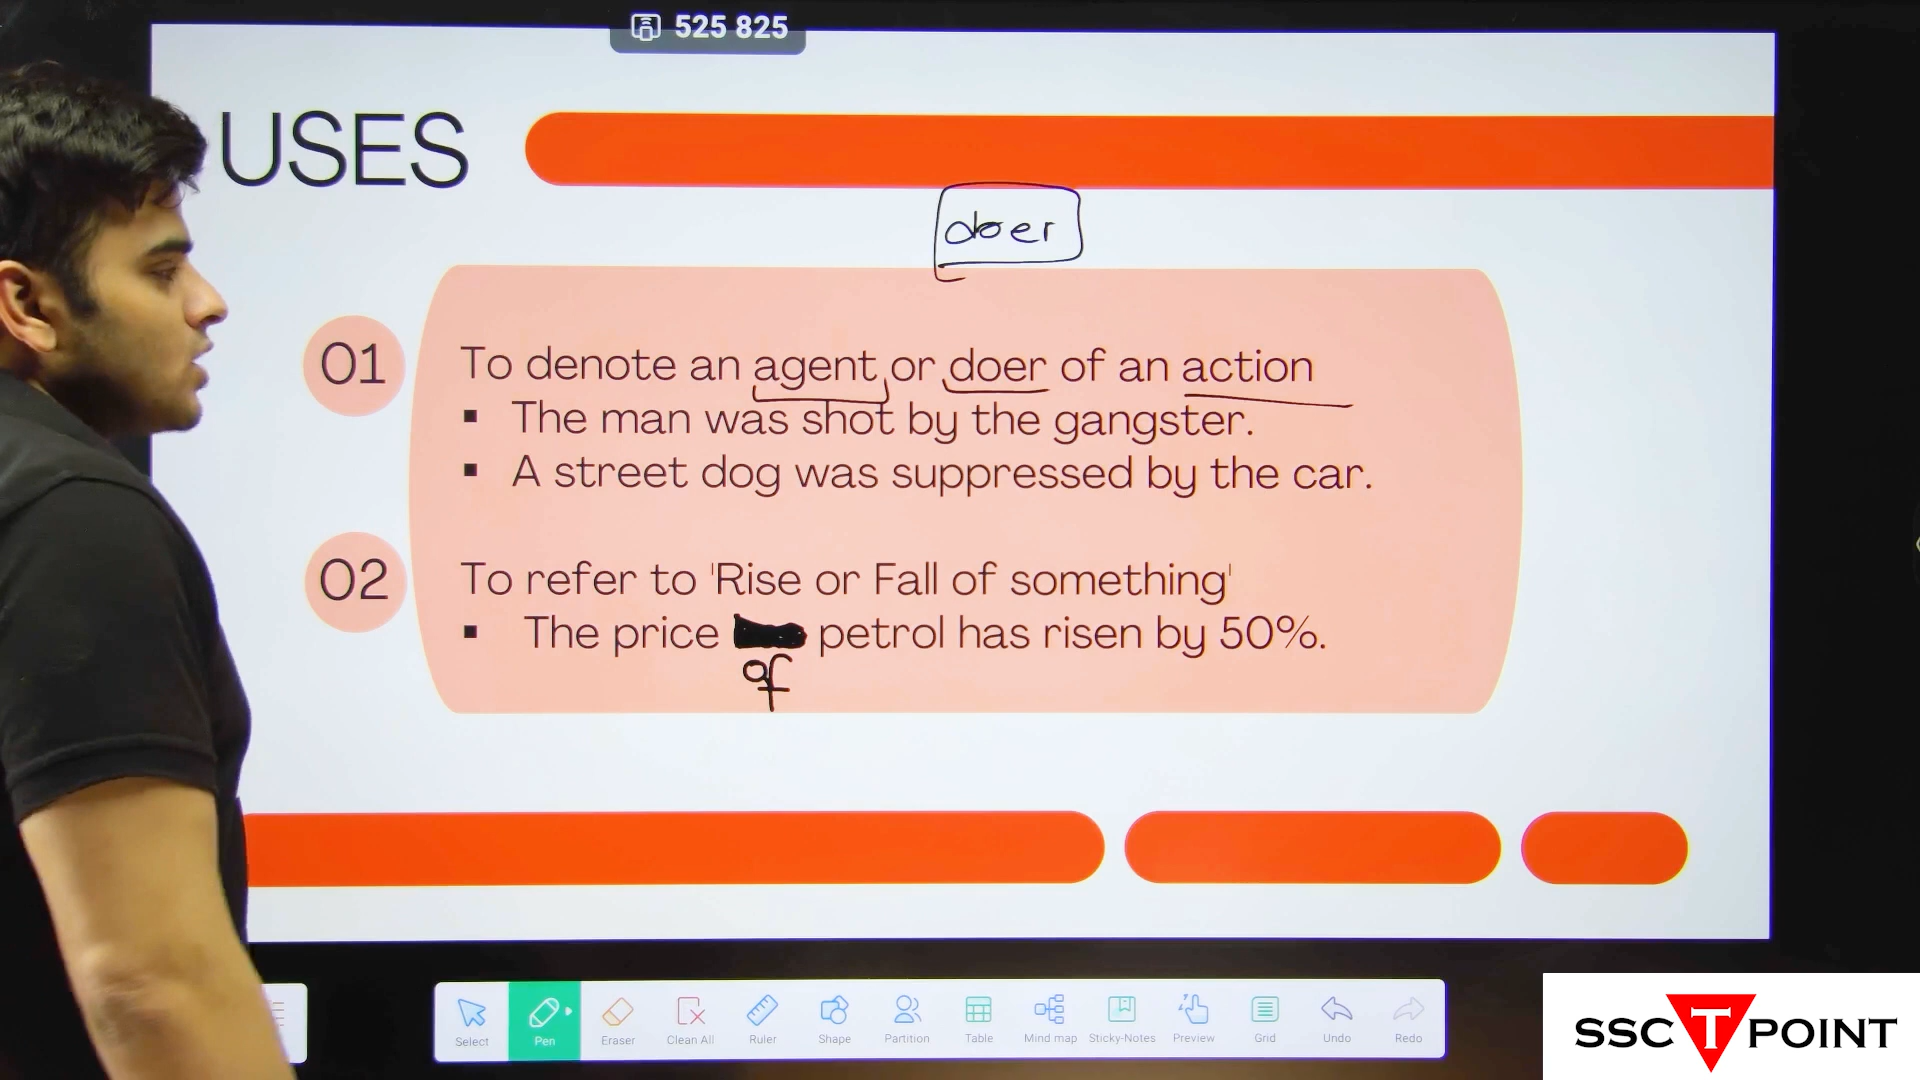 525 825
USES
doer
01
To denote an agent or doer of an action
▪ The man was shot by the gangster.
▪ A street dog was suppressed by the car.
02
To refer to 'Rise or Fall of something'
▪ The price petrol has risen by 50%.
of
Select Pen Eraser Clean All Ruler Shape Partition Table Mind map Sticky-Notes Preview Grid Undo Redo
SSC T POINT